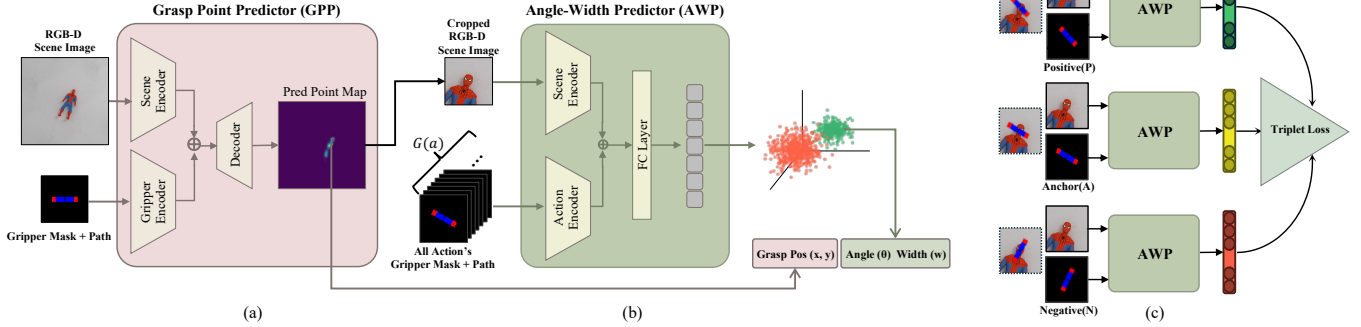 Grasp Point Predictor (GPP)
RGB-D
Scene Image
Scene
Encoder
Gripper
Encoder
Decoder
Pred Point Map
Gripper Mask + Path
(a)
Cropped
RGB-D
Scene Image
Angle-Width Predictor (AWP)
G(a)
...
All Action's
Gripper Mask + Path
Scene
Encoder
Action
Encoder
FC Layer
Grasp Pos (x, y)
Angle (θ) Width (w)
(b)
AWP
Positive(P)
AWP
Anchor(A)
Triplet Loss
AWP
Negative(N)
(c)